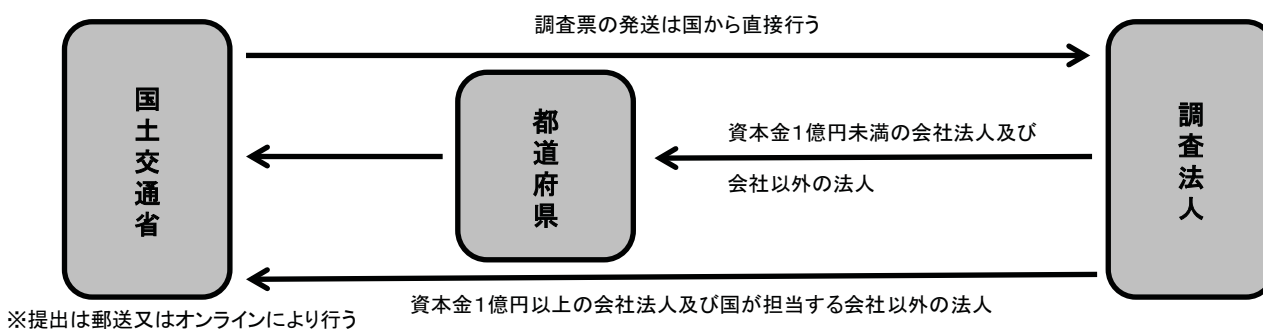 調査票の発送は国から直接行う
国土交通省
都道府県
調査法人
資本金1億円未満の会社法人及び
会社以外の法人
資本金1億円以上の会社法人及び国が担当する会社以外の法人
※提出は郵送又はオンラインにより行う